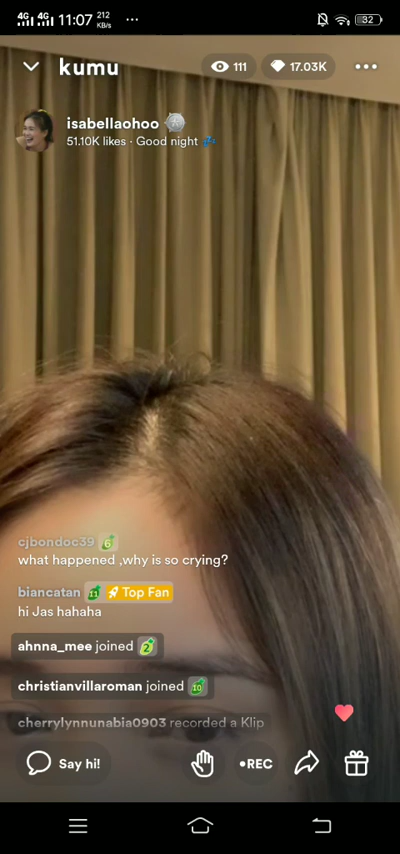 4G 4G 11:07 212 KB/s ... 32
kumu 111 17.03K
isabellaohoo
51.10K likes · Good night 💤
cjbondoc39 6
what happened ,why is so crying?
biancatan 11 Top Fan
hi Jas hahaha
ahnna_mee joined 2
christianvillaroman joined 10
cherrylynnunabia0903 recorded a Klip
Say hi! •REC